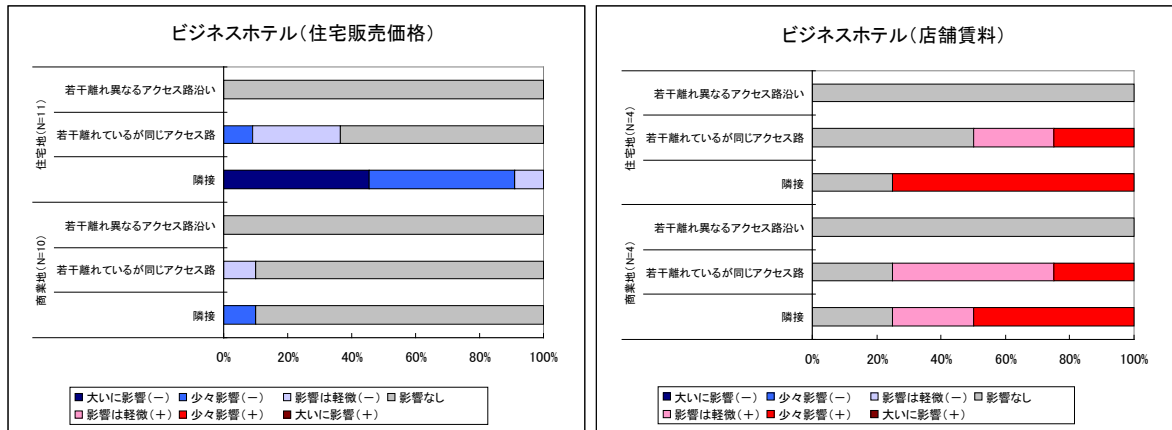 ビジネスホテル（住宅販売価格）
住宅地（N=11）
若干離れ異なるアクセス路沿い
若干離れているが同じアクセス路
隣接
商業地（N=10）
若干離れ異なるアクセス路沿い
若干離れているが同じアクセス路
隣接
0% 20% 40% 60% 80% 100%
大いに影響（−） 少々影響（−） 影響は軽微（−） 影響なし
影響は軽微（＋） 少々影響（＋） 大いに影響（＋）
ビジネスホテル（店舗賃料）
住宅地（N=4）
若干離れ異なるアクセス路沿い
若干離れているが同じアクセス路
隣接
商業地（N=4）
若干離れ異なるアクセス路沿い
若干離れているが同じアクセス路
隣接
0% 20% 40% 60% 80% 100%
大いに影響（−） 少々影響（−） 影響は軽微（−） 影響なし
影響は軽微（＋） 少々影響（＋） 大いに影響（＋）